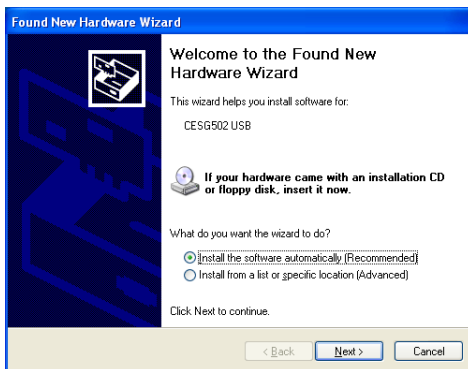 Found New Hardware Wizard
Welcome to the Found New
Hardware Wizard
This wizard helps you install software for:
CESG502 USB
If your hardware came with an installation CD
or floppy disk, insert it now.
What do you want the wizard to do?
Install the software automatically (Recommended)
Install from a list or specific location (Advanced)
Click Next to continue.
< Back Next > Cancel